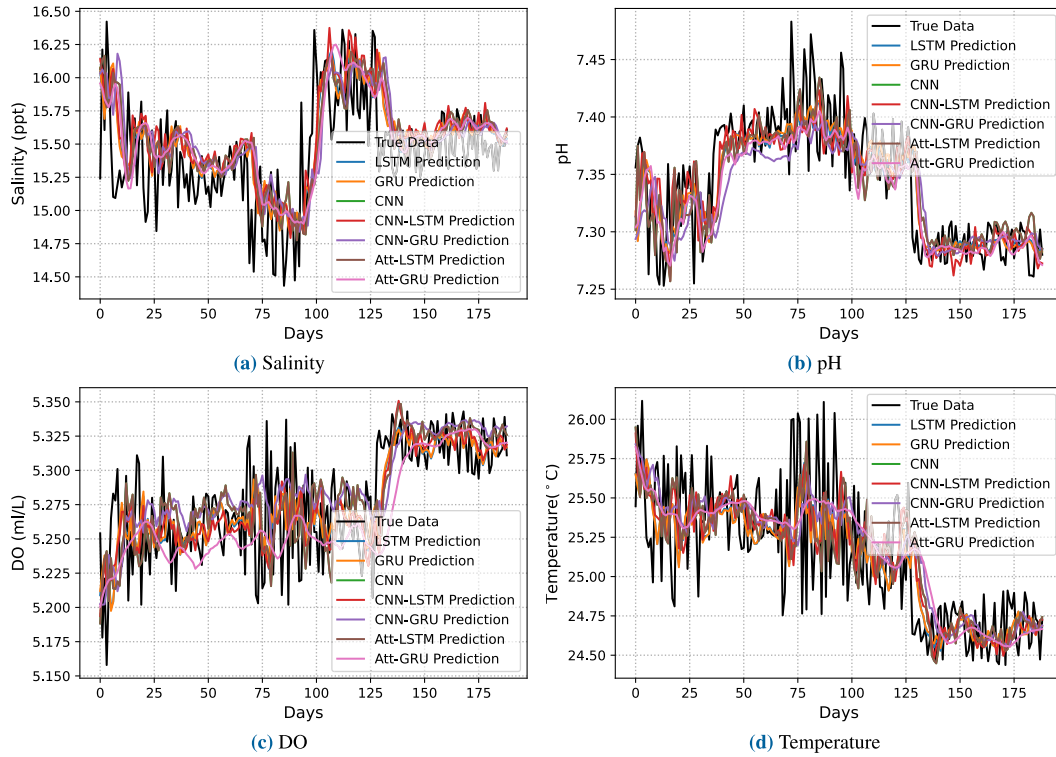 16.50
16.25
16.00
15.75
15.50
15.25
15.00
14.75
14.50
Salinity (ppt)
True Data
LSTM Prediction
GRU Prediction
CNN
CNN-LSTM Prediction
CNN-GRU Prediction
Att-LSTM Prediction
Att-GRU Prediction
0 25 50 75 100 125 150 175
Days
(a) Salinity
7.45
7.40
7.35
7.30
7.25
pH
True Data
LSTM Prediction
GRU Prediction
CNN
CNN-LSTM Prediction
CNN-GRU Prediction
Att-LSTM Prediction
Att-GRU Prediction
0 25 50 75 100 125 150 175
Days
(b) pH
5.350
5.325
5.300
5.275
5.250
5.225
5.200
5.175
5.150
DO (ml/L)
True Data
LSTM Prediction
GRU Prediction
CNN
CNN-LSTM Prediction
CNN-GRU Prediction
Att-LSTM Prediction
Att-GRU Prediction
0 25 50 75 100 125 150 175
Days
(c) DO
26.00
25.75
25.50
25.25
25.00
24.75
24.50
Temperature(°C)
True Data
LSTM Prediction
GRU Prediction
CNN
CNN-LSTM Prediction
CNN-GRU Prediction
Att-LSTM Prediction
Att-GRU Prediction
0 25 50 75 100 125 150 175
Days
(d) Temperature